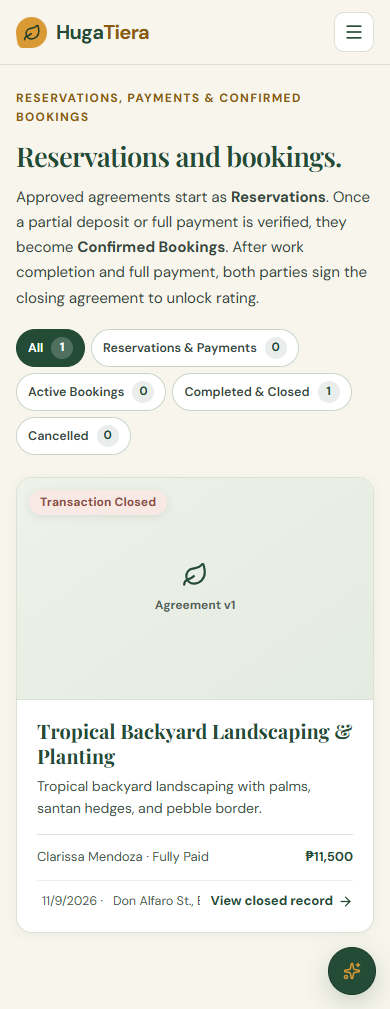 HugaTiera
RESERVATIONS, PAYMENTS & CONFIRMED
BOOKINGS
Reservations and bookings.
Approved agreements start as Reservations. Once
a partial deposit or full payment is verified, they
become Confirmed Bookings. After work
completion and full payment, both parties sign the
closing agreement to unlock rating.
All 1
Reservations & Payments 0
Active Bookings 0
Completed & Closed 1
Cancelled 0
Transaction Closed
Agreement v1
Tropical Backyard Landscaping &
Planting
Tropical backyard landscaping with palms,
santan hedges, and pebble border.
Clarissa Mendoza · Fully Paid ₱11,500
11/9/2026 · Don Alfaro St., View closed record →